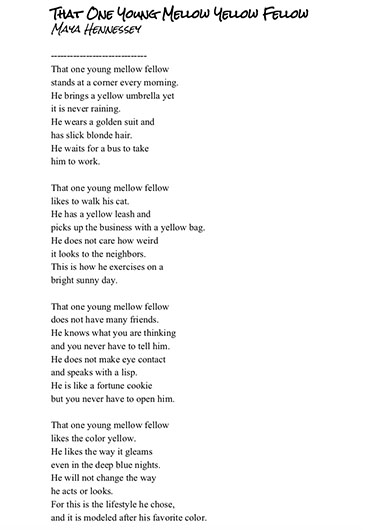 That One Young Mellow Yellow Fellow
Maya Hennessey
------------------------------
That one young mellow fellow
stands at a corner every morning.
He brings a yellow umbrella yet
it is never raining.
He wears a golden suit and
has slick blonde hair.
He waits for a bus to take
him to work.

That one young mellow fellow
likes to walk his cat.
He has a yellow leash and
picks up the business with a yellow bag.
He does not care how weird
it looks to the neighbors.
This is how he exercises on a
bright sunny day.

That one young mellow fellow
does not have many friends.
He knows what you are thinking
and you never have to tell him.
He does not make eye contact
and speaks with a lisp.
He is like a fortune cookie
but you never have to open him.

That one young mellow fellow
likes the color yellow.
He likes the way it gleams
even in the deep blue nights.
He will not change the way
he acts or looks.
For this is the lifestyle he chose,
and it is modeled after his favorite color.